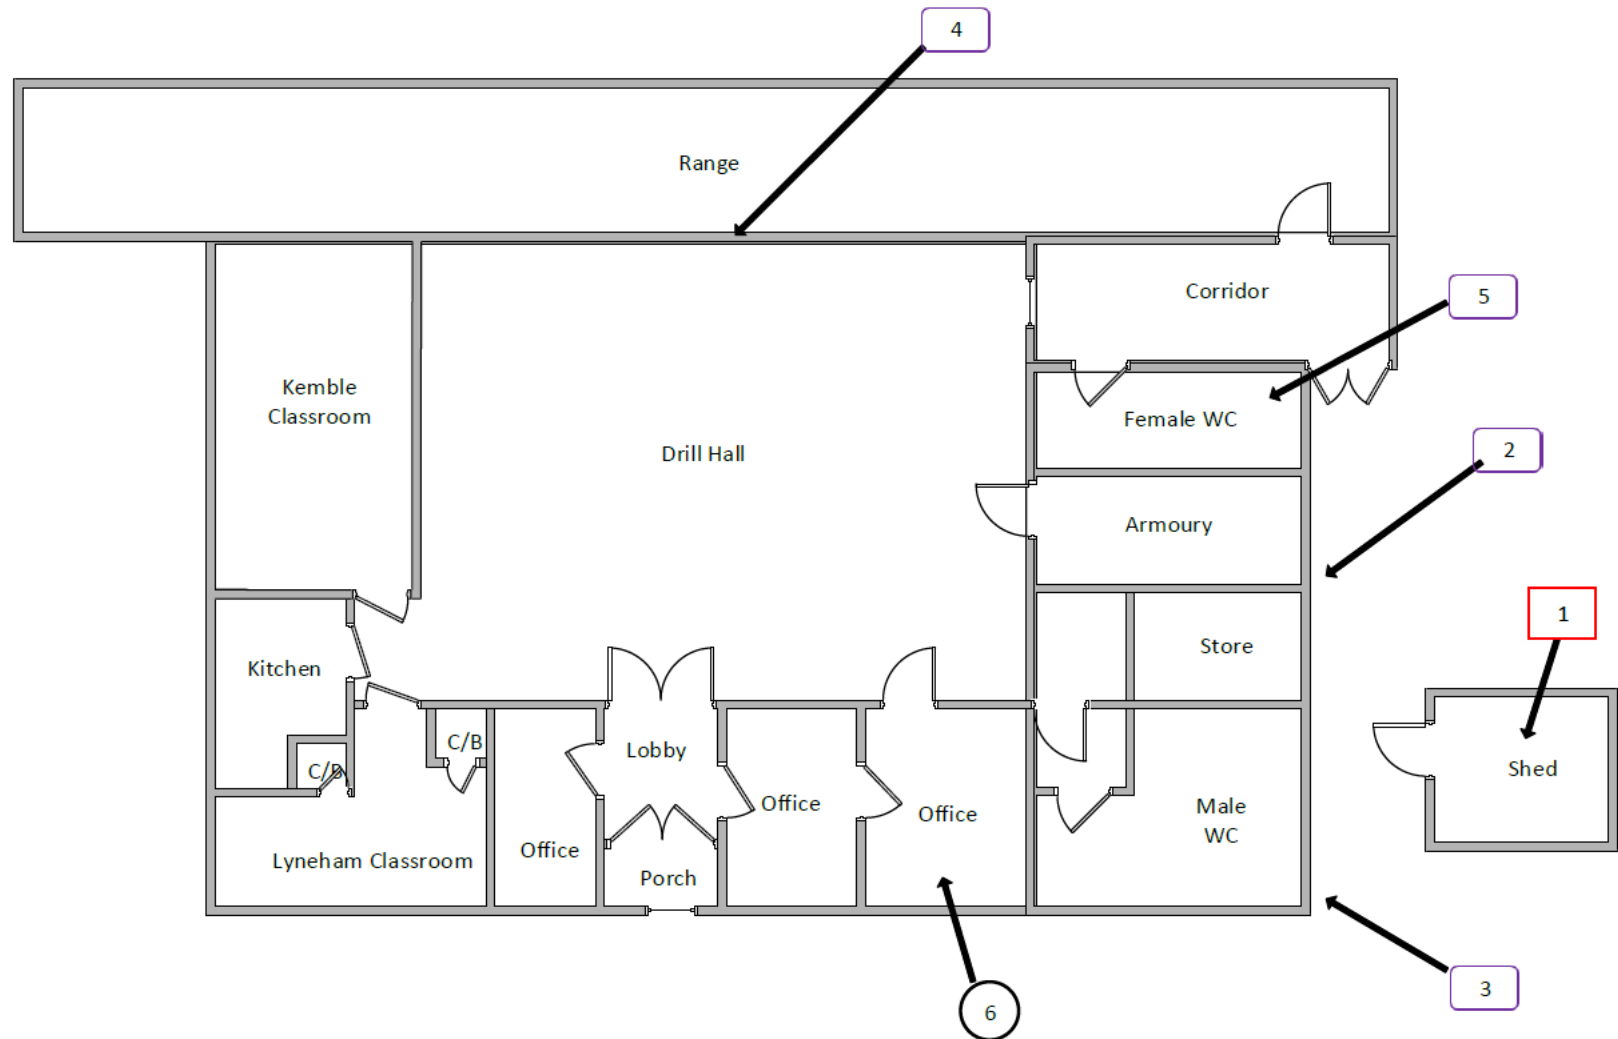 4
Range
Corridor
5
Kemble
Classroom
Female WC
2
Drill Hall
Armoury
1
Store
Kitchen
C/B
Lobby
Shed
C/B
Office
Male
WC
Office
Office
Lyneham Classroom
Porch
3
6